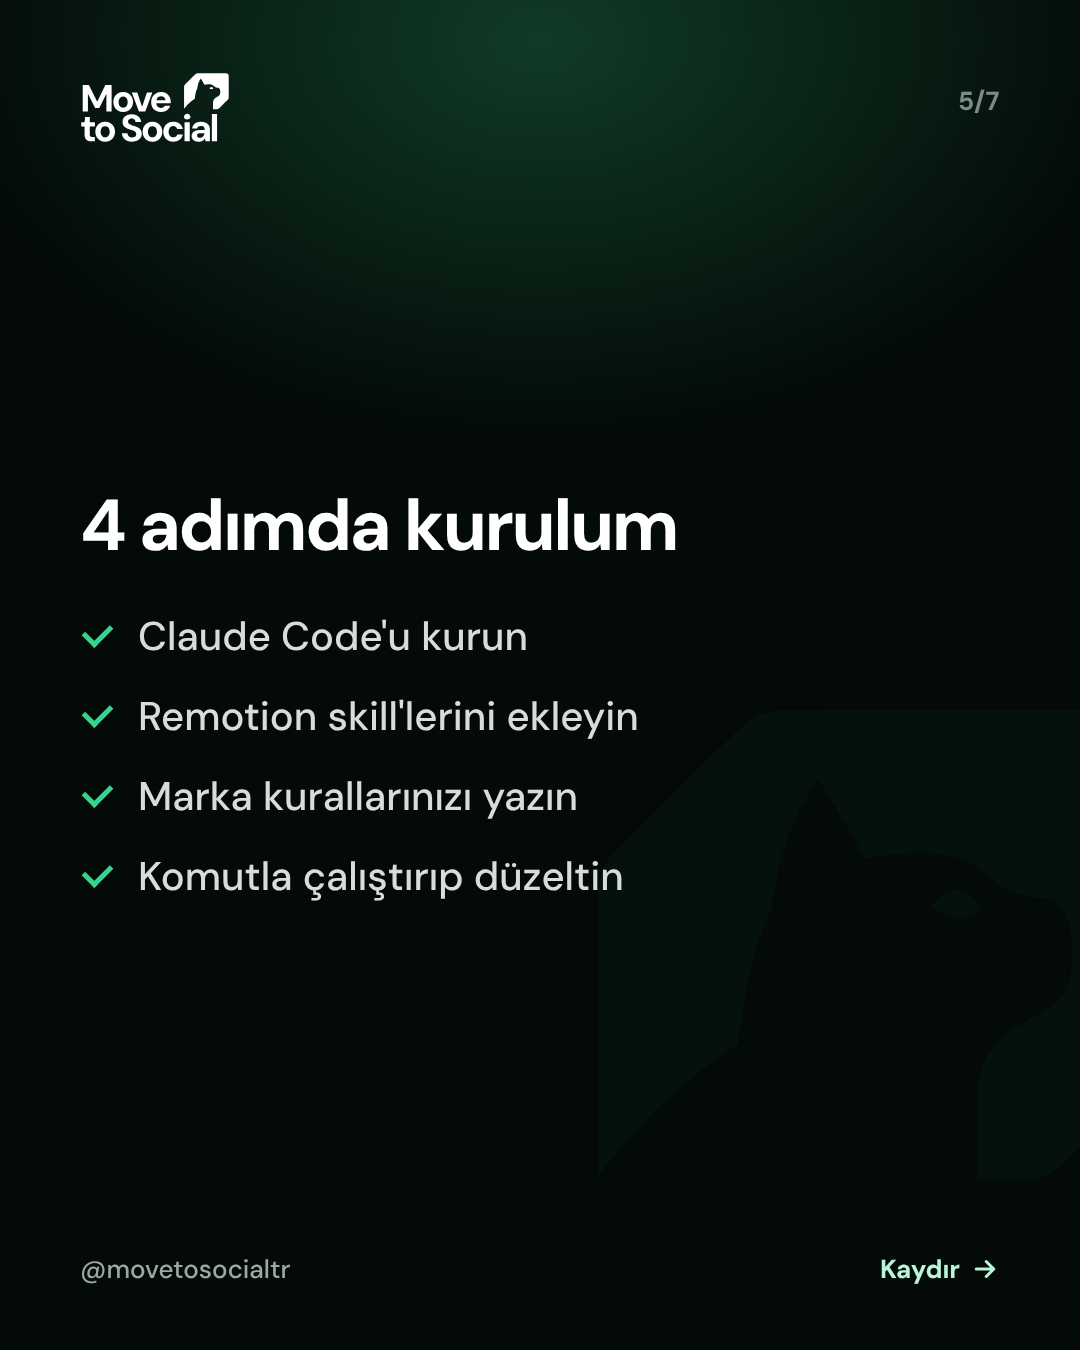 Move
to Social
5/7
4 adımda kurulum
Claude Code'u kurun
Remotion skill'lerini ekleyin
Marka kurallarınızı yazın
Komutla çalıştırıp düzeltin
@movetosocialtr
Kaydır →